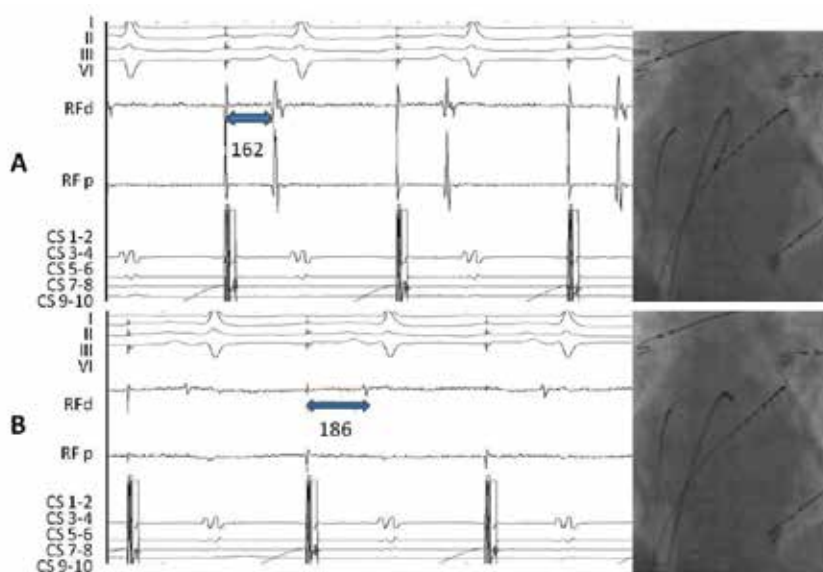 I
II
III
VI
RFd
162
A
RF p
CS 1-2
CS 3-4
CS 5-6
CS 7-8
CS 9-10
I
II
III
VI
RFd
186
B
RF p
CS 1-2
CS 3-4
CS 5-6
CS 7-8
CS 9-10